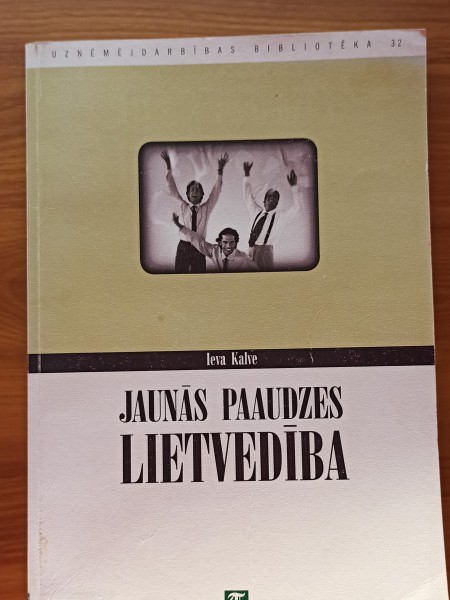 UZŅĒMĒJDARBĪBAS BIBLIOTĒKA 32
Ieva Kalve
JAUNĀS PAAUDZES
LIETVEDĪBA